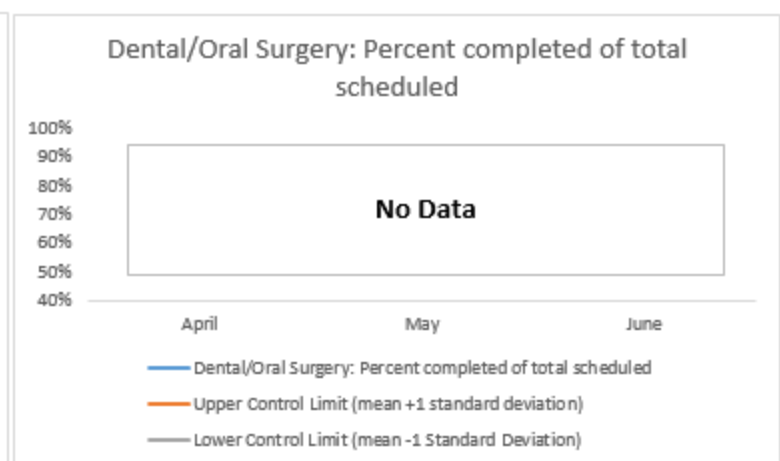 Dental/Oral Surgery: Percent completed of total
scheduled
100%
90%
80%
70%
60%
50%
40%
No Data
April May June
Dental/Oral Surgery: Percent completed of total scheduled
Upper Control Limit (mean +1 standard deviation)
Lower Control Limit (mean -1 Standard Deviation)